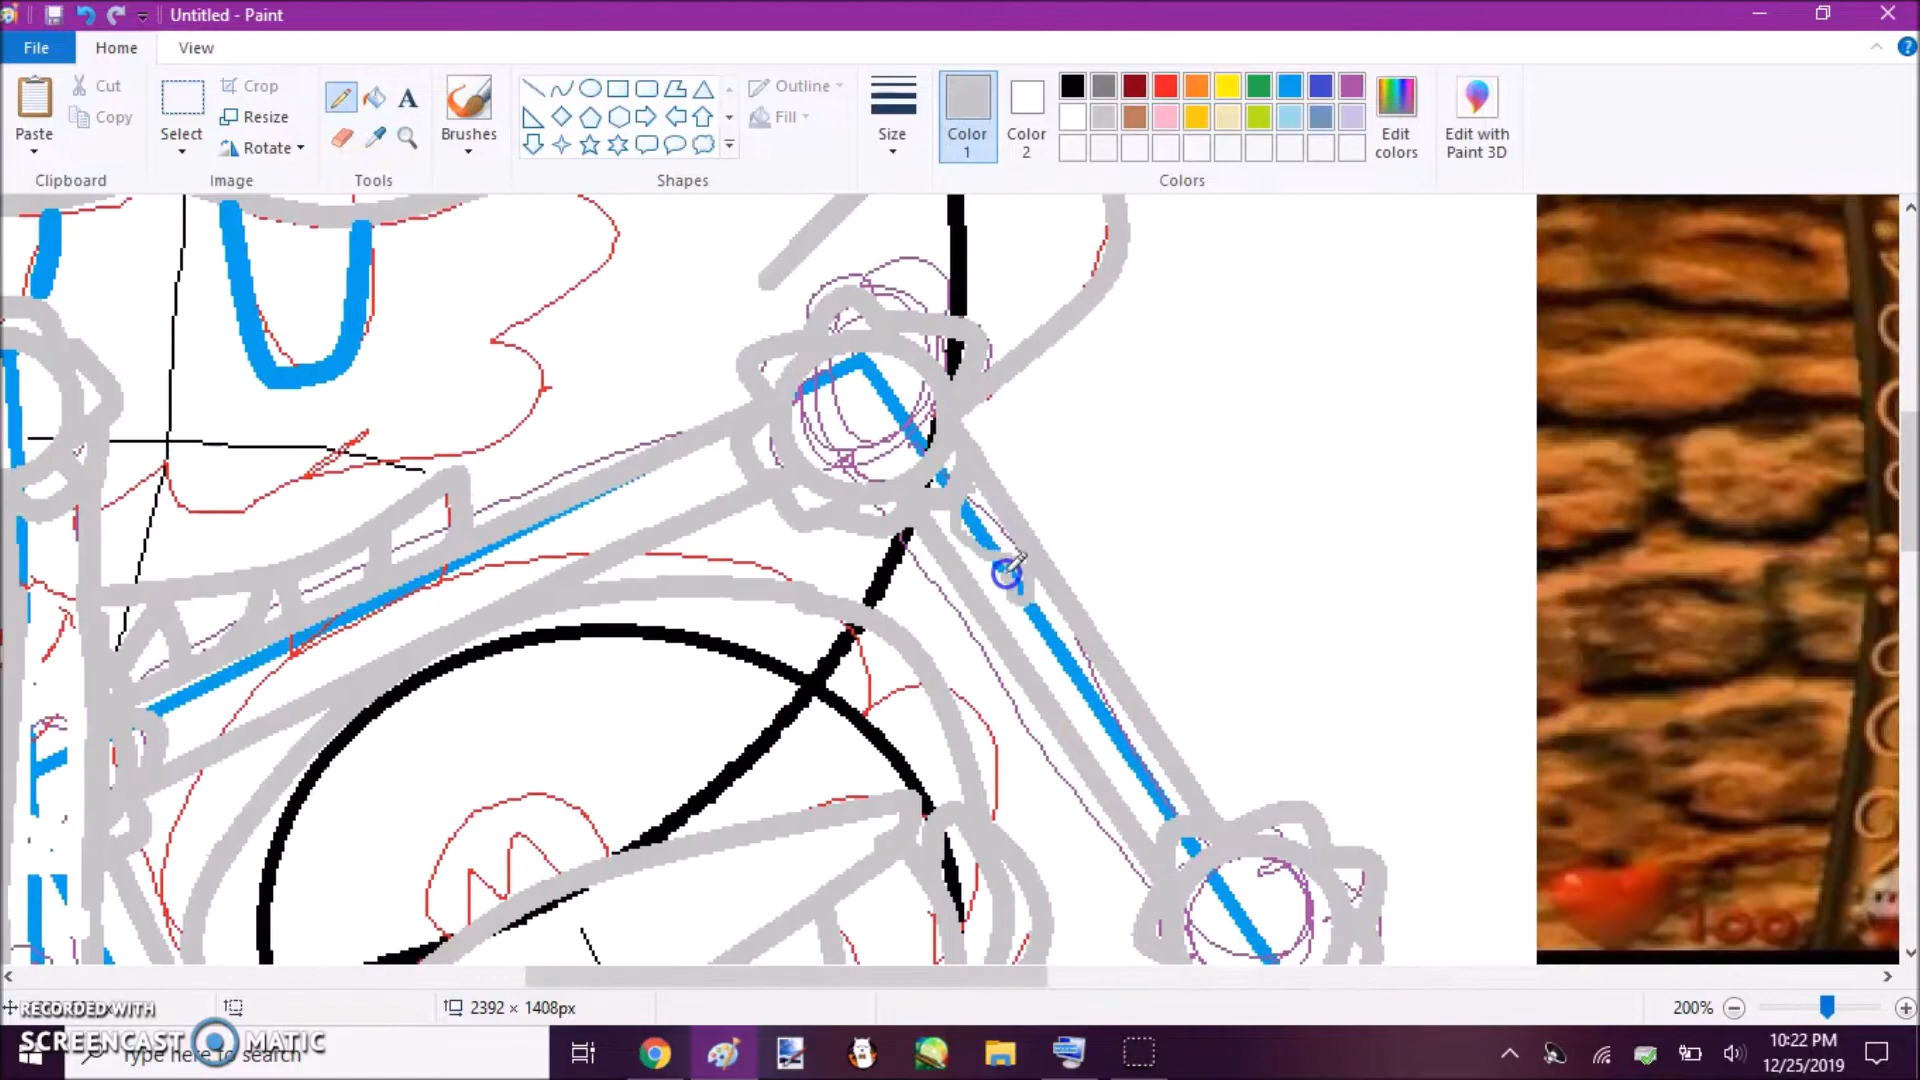 Untitled - Paint
File
Home
View
Paste
Cut
Copy
Select
Crop
Resize
Rotate
A
Brushes
Outline
Fill
Size
Color 1
Color 2
Edit colors
Edit with Paint 3D
Clipboard
Image
Tools
Shapes
Colors
M
100
2392 × 1408px
200%
RECORDED WITH
SCREENCAST MATIC
Type here to search
10:22 PM
12/25/2019